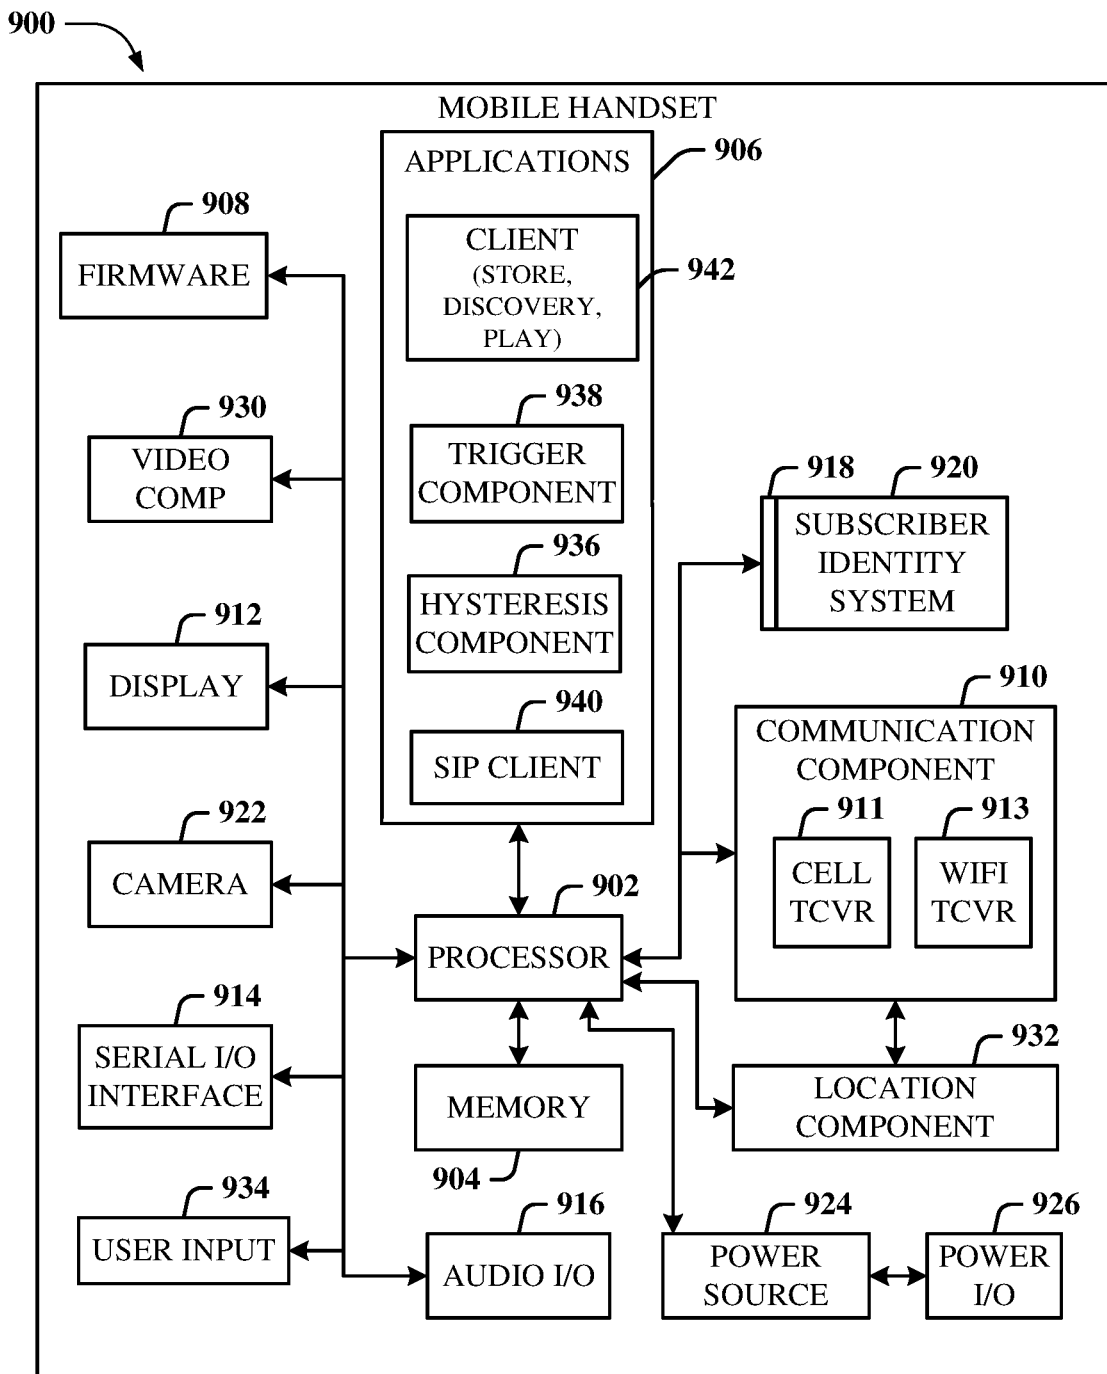 900
MOBILE HANDSET
APPLICATIONS
906
CLIENT
(STORE,
DISCOVERY,
PLAY)
942
908
FIRMWARE
930
VIDEO
COMP
938
TRIGGER
COMPONENT
918
920
SUBSCRIBER
IDENTITY
SYSTEM
936
HYSTERESIS
COMPONENT
912
DISPLAY
940
SIP CLIENT
910
COMMUNICATION
COMPONENT
911
CELL
TCVR
913
WIFI
TCVR
922
CAMERA
902
PROCESSOR
914
SERIAL I/O
INTERFACE
MEMORY
904
932
LOCATION
COMPONENT
934
USER INPUT
916
AUDIO I/O
924
POWER
SOURCE
926
POWER
I/O